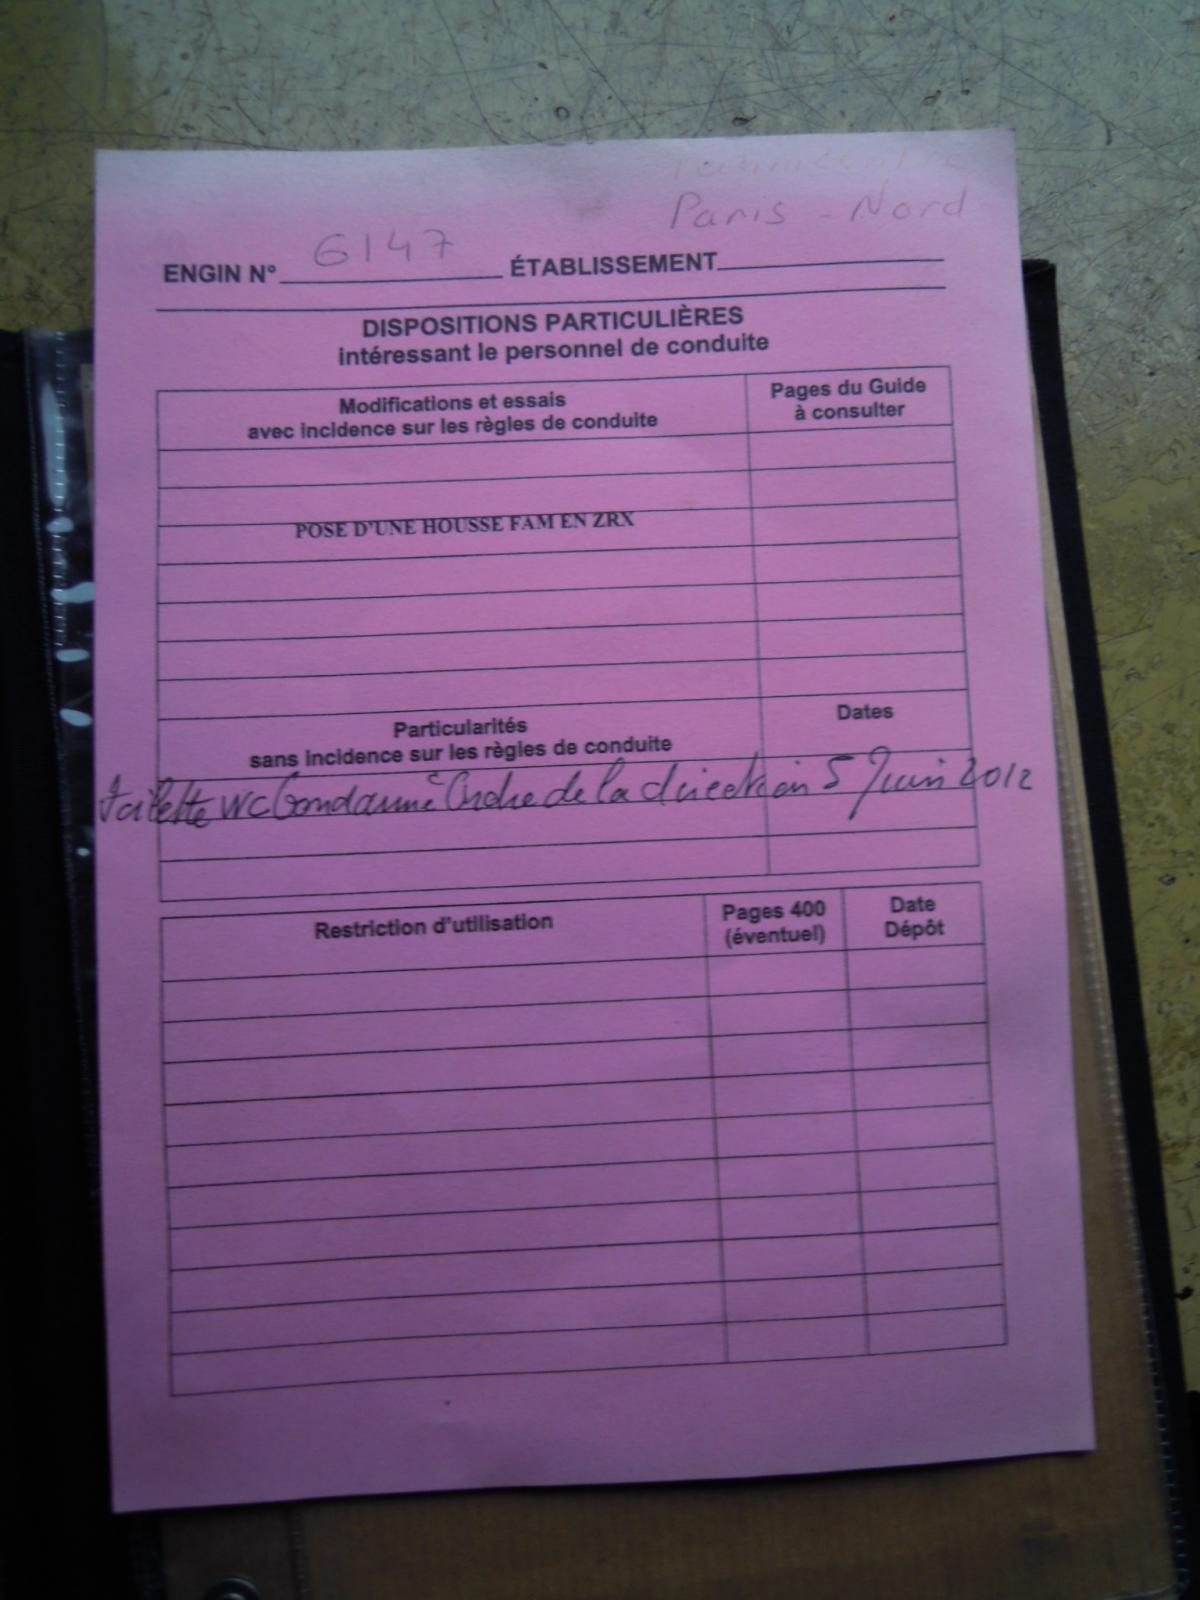 Technicentre
Paris - Nord
ENGIN N° 6147 ÉTABLISSEMENT
DISPOSITIONS PARTICULIÈRES
intéressant le personnel de conduite
Modifications et essais
avec incidence sur les règles de conduite
Pages du Guide
à consulter
POSE D'UNE HOUSSE FAM EN ZRX
Particularités
sans incidence sur les règles de conduite
Dates
Toilette WC Condamné Ordre de la direction 5 Juin 2012
Restriction d'utilisation
Pages 400
(éventuel)
Date
Dépôt